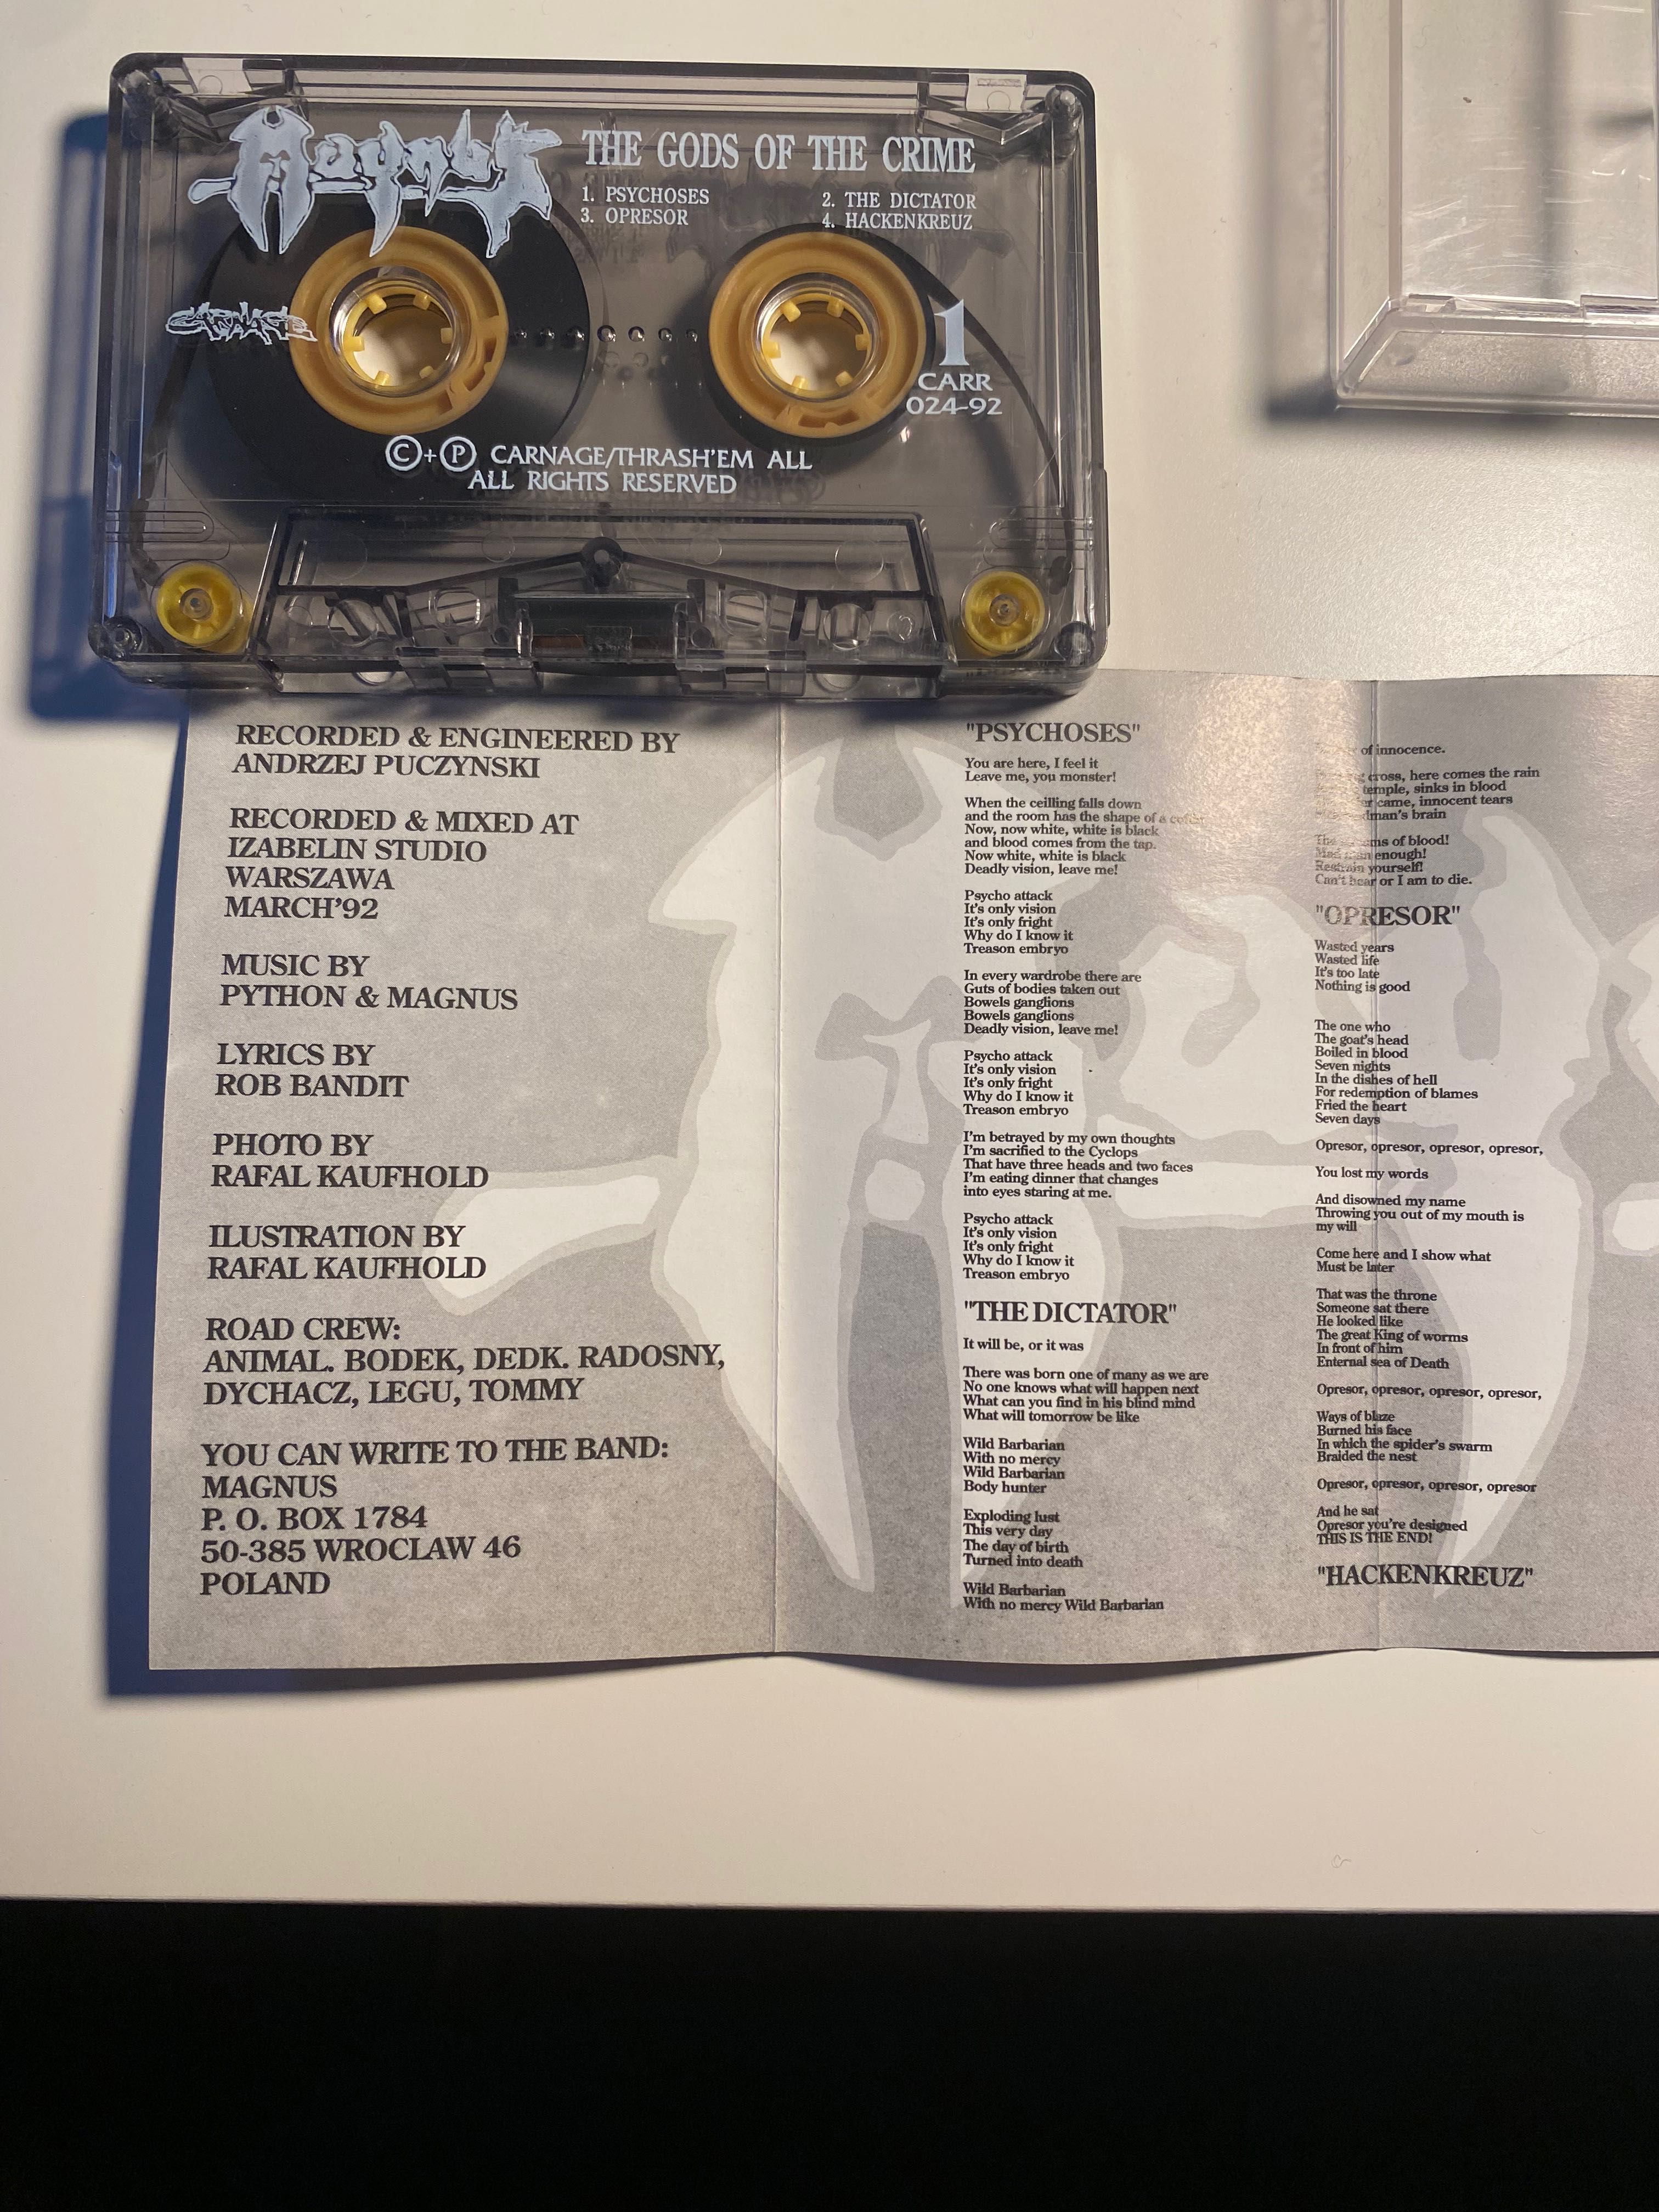 Magnus
THE GODS OF THE CRIME
1. PSYCHOSES
2. THE DICTATOR
3. OPRESOR
4. HACKENKREUZ
CARNAGE
1
CARR
024-92
©+℗ CARNAGE/THRASH'EM ALL
ALL RIGHTS RESERVED
RECORDED & ENGINEERED BY
ANDRZEJ PUCZYNSKI
RECORDED & MIXED AT
IZABELIN STUDIO
WARSZAWA
MARCH'92
MUSIC BY
PYTHON & MAGNUS
LYRICS BY
ROB BANDIT
PHOTO BY
RAFAL KAUFHOLD
ILUSTRATION BY
RAFAL KAUFHOLD
ROAD CREW:
ANIMAL. BODEK, DEDK. RADOSNY,
DYCHACZ, LEGU, TOMMY
YOU CAN WRITE TO THE BAND:
MAGNUS
P. O. BOX 1784
50-385 WROCLAW 46
POLAND
"PSYCHOSES"
You are here, I feel it
Leave me, you monster!
When the ceilling falls down
and the room has the shape of a
Now, now white, white is black
and blood comes from the tap.
Now white, white is black
Deadly vision, leave me!
Psycho attack
It's only vision
It's only fright
Why do I know it
Treason embryo
In every wardrobe there are
Guts of bodies taken out
Bowels ganglions
Bowels ganglions
Deadly vision, leave me!
Psycho attack
It's only vision
It's only fright
Why do I know it
Treason embryo
I'm betrayed by my own thoughts
I'm sacrified to the Cyclops
That have three heads and two faces
I'm eating dinner that changes
into eyes staring at me.
Psycho attack
It's only vision
It's only fright
Why do I know it
Treason embryo
"THE DICTATOR"
It will be, or it was
There was born one of many as we are
No one knows what will happen next
What can you find in his blind mind
What will tomorrow be like
Wild Barbarian
With no mercy
Wild Barbarian
Body hunter
Exploding lust
This very day
The day of birth
Turned into death
Wild Barbarian
With no mercy Wild Barbarian
of innocence.
cross, here comes the rain
temple, sinks in blood
came, innocent tears
brain
of blood!
enough!
Restrain yourself!
Can't hear or I am to die.
"OPRESOR"
Wasted years
Wasted life
It's too late
Nothing is good
The one who
The goat's head
Boiled in blood
Seven nights
In the dishes of hell
For redemption of blames
Fried the heart
Seven days
Opresor, opresor, opresor, opresor,
You lost my words
And disowned my name
Throwing you out of my mouth is
my will
Come here and I show what
Must be later
That was the throne
Someone sat there
He looked like
The great King of worms
In front of him
Enternal sea of Death
Opresor, opresor, opresor, opresor,
Ways of blaze
Burned his face
In which the spider's swarm
Braided the nest
Opresor, opresor, opresor, opresor
And he sat
Opresor you're designed
THIS IS THE END!
"HACKENKREUZ"